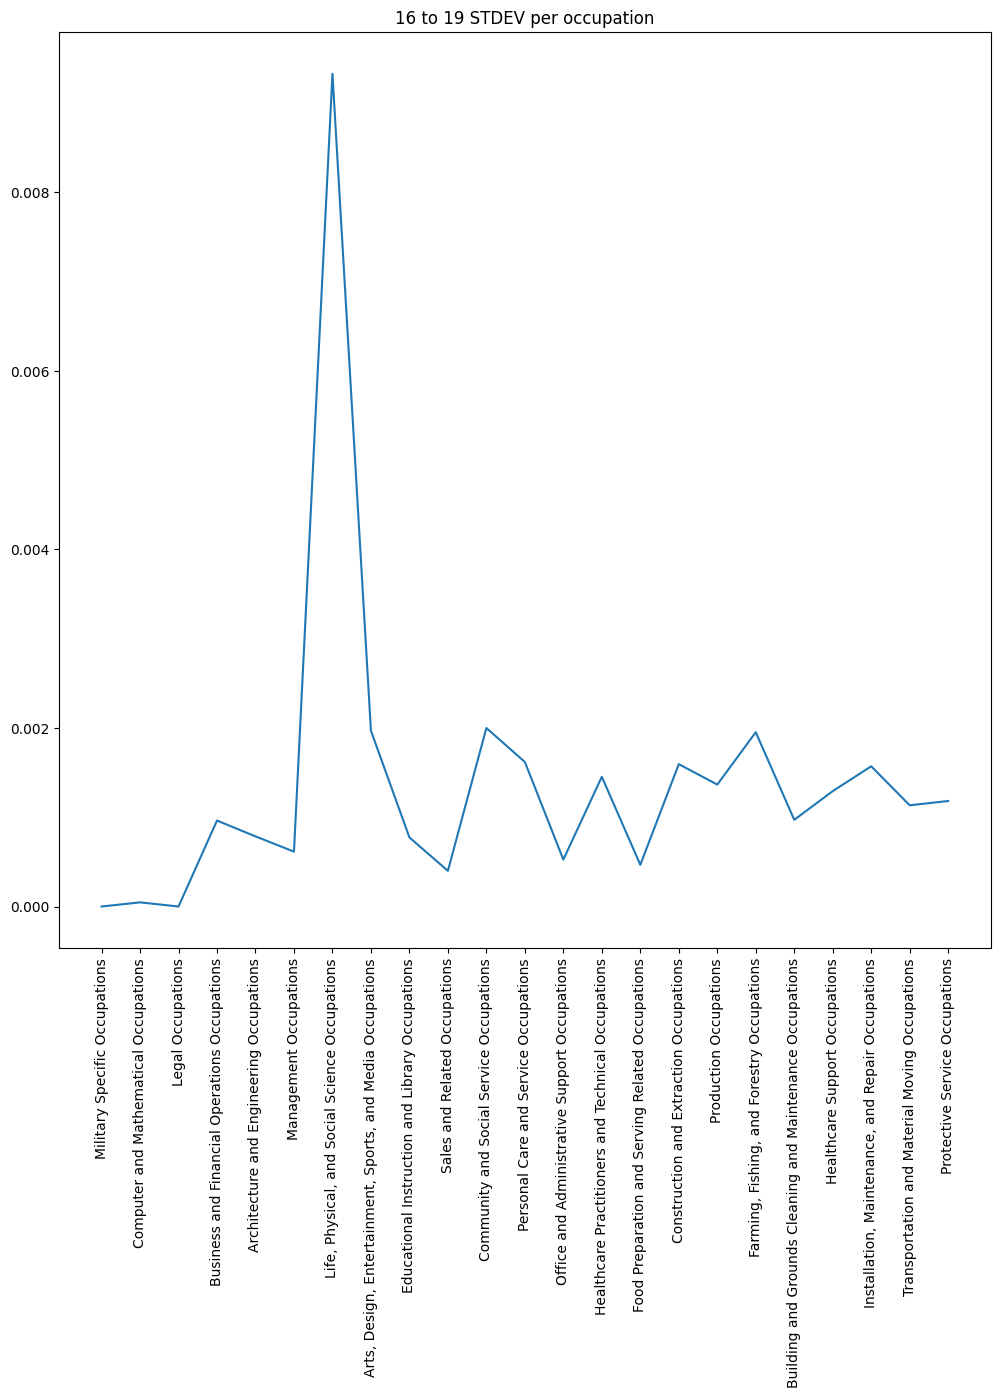 16 to 19 STDEV per occupation
0.008
0.006
0.004
0.002
0.000
Military Specific Occupations
Computer and Mathematical Occupations
Legal Occupations
Business and Financial Operations Occupations
Architecture and Engineering Occupations
Management Occupations
Life, Physical, and Social Science Occupations
Arts, Design, Entertainment, Sports, and Media Occupations
Educational Instruction and Library Occupations
Sales and Related Occupations
Community and Social Service Occupations
Personal Care and Service Occupations
Office and Administrative Support Occupations
Healthcare Practitioners and Technical Occupations
Food Preparation and Serving Related Occupations
Construction and Extraction Occupations
Production Occupations
Farming, Fishing, and Forestry Occupations
Building and Grounds Cleaning and Maintenance Occupations
Healthcare Support Occupations
Installation, Maintenance, and Repair Occupations
Transportation and Material Moving Occupations
Protective Service Occupations